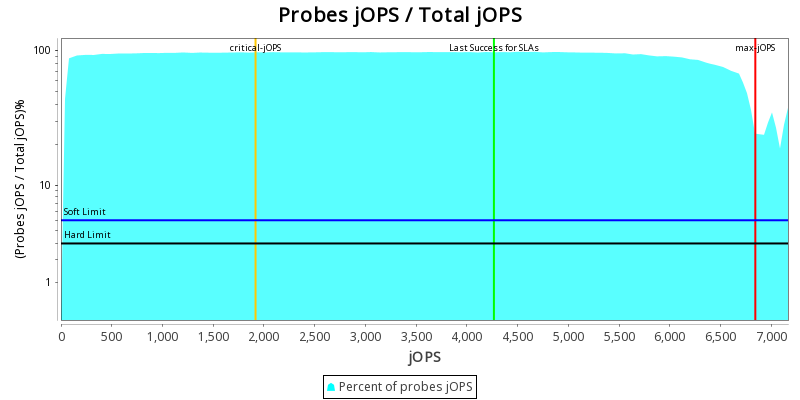 Probes jOPS / Total jOPS
(Probes jOPS / Total jOPS)%
100
10
1
critical-jOPS
Last Success for SLAs
max-jOPS
Soft Limit
Hard Limit
0 500 1,000 1,500 2,000 2,500 3,000 3,500 4,000 4,500 5,000 5,500 6,000 6,500 7,000
jOPS
Percent of probes jOPS